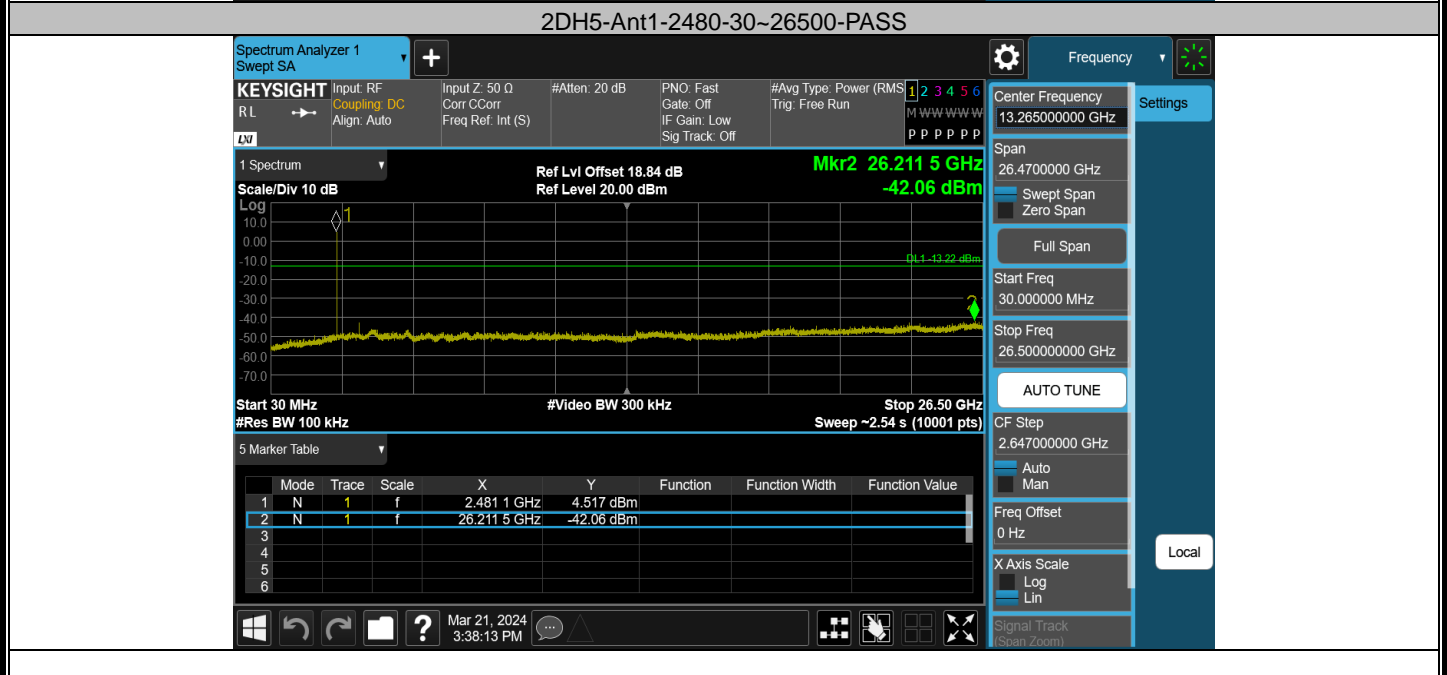 2DH5-Ant1-2480-30~26500-PASS
Spectrum Analyzer 1
Swept SA
+
Frequency
KEYSIGHT
R L
LXI
Input: RF
Coupling: DC
Align: Auto
Input Z: 50 Ω
Corr CCorr
Freq Ref: Int (S)
#Atten: 20 dB
PNO: Fast
Gate: Off
IF Gain: Low
Sig Track: Off
#Avg Type: Power (RMS
Trig: Free Run
1 2 3 4 5 6
M W W W W W
P P P P P P
1 Spectrum
Scale/Div 10 dB
Ref Lvl Offset 18.84 dB
Ref Level 20.00 dBm
Mkr2 26.211 5 GHz
-42.06 dBm
Log
10.0
0.00
-10.0
-20.0
-30.0
-40.0
-50.0
-60.0
-70.0
1
DL1 -13.22 dBm
2
Start 30 MHz
#Video BW 300 kHz
Stop 26.50 GHz
#Res BW 100 kHz
Sweep ~2.54 s (10001 pts)
5 Marker Table
Mode Trace Scale X Y Function Function Width Function Value
1 N 1 f 2.481 1 GHz 4.517 dBm
2 N 1 f 26.211 5 GHz -42.06 dBm
3
4
5
6
Mar 21, 2024
3:38:13 PM
?
Center Frequency
13.265000000 GHz
Settings
Span
26.4700000 GHz
Swept Span
Zero Span
Full Span
Start Freq
30.000000 MHz
Stop Freq
26.500000000 GHz
AUTO TUNE
CF Step
2.647000000 GHz
Auto
Man
Freq Offset
0 Hz
X Axis Scale
Log
Lin
Signal Track
(Span Zoom)
Local